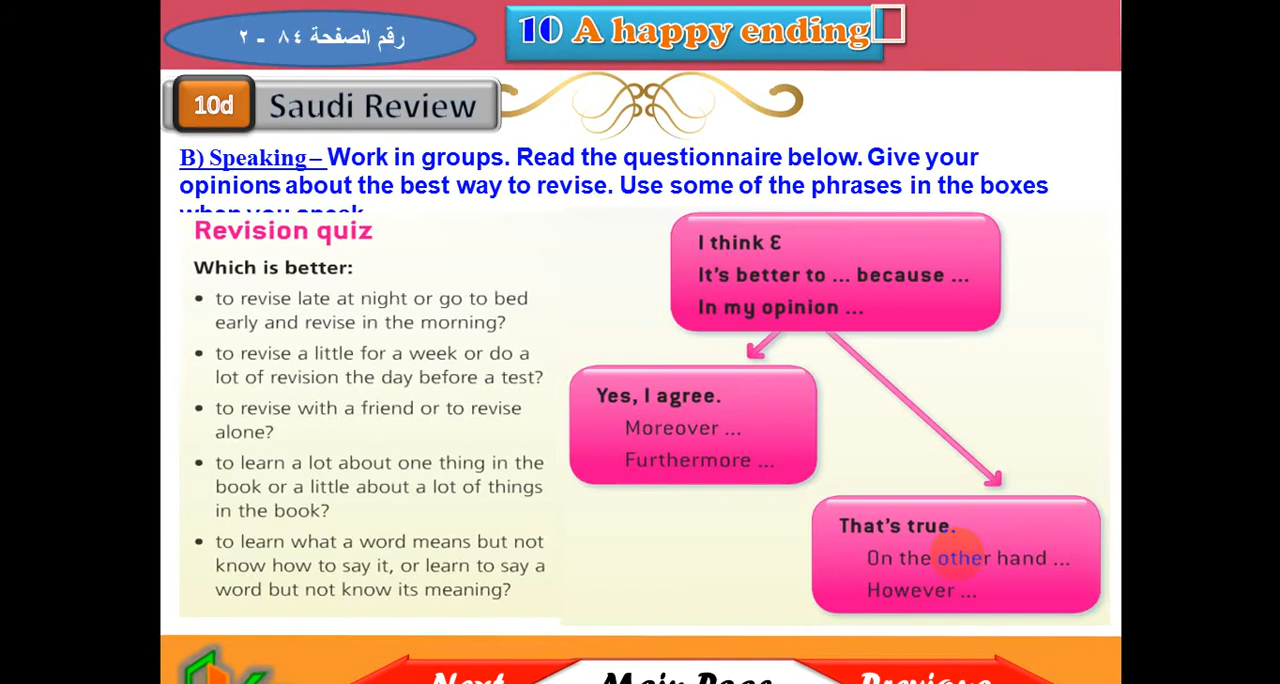 رقم الصفحة ٨٤ - ٢
10 A happy ending
10d Saudi Review
B) Speaking – Work in groups. Read the questionnaire below. Give your
opinions about the best way to revise. Use some of the phrases in the boxes
when you speak
Revision quiz
Which is better:
• to revise late at night or go to bed
early and revise in the morning?
• to revise a little for a week or do a
lot of revision the day before a test?
• to revise with a friend or to revise
alone?
• to learn a lot about one thing in the
book or a little about a lot of things
in the book?
• to learn what a word means but not
know how to say it, or learn to say a
word but not know its meaning?
I think ε
It's better to ... because ...
In my opinion ...
Yes, I agree.
Moreover ...
Furthermore ...
That's true.
On the other hand ...
However ...
Next Main Page Previous